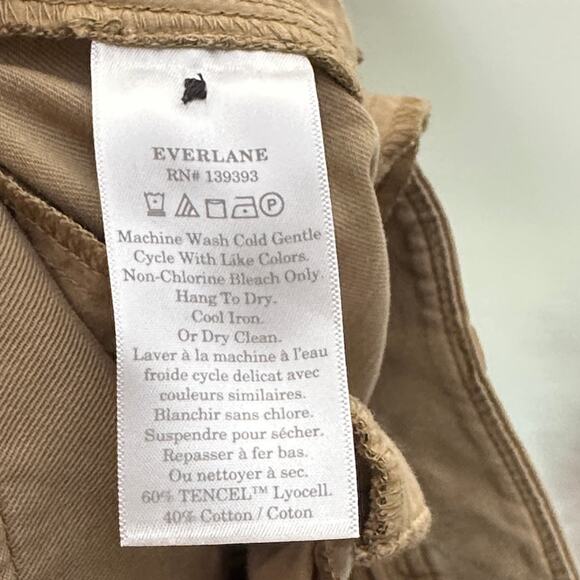 EVERLANE
RN# 139393
Machine Wash Cold Gentle
Cycle With Like Colors.
Non-Chlorine Bleach Only.
Hang To Dry.
Cool Iron.
Or Dry Clean.
Laver à la machine à l'eau
froide cycle delicat avec
couleurs similaires.
Blanchir sans chlore.
Suspendre pour sécher.
Repasser à fer bas.
Ou nettoyer à sec.
60% TENCEL™ Lyocell.
40% Cotton / Coton